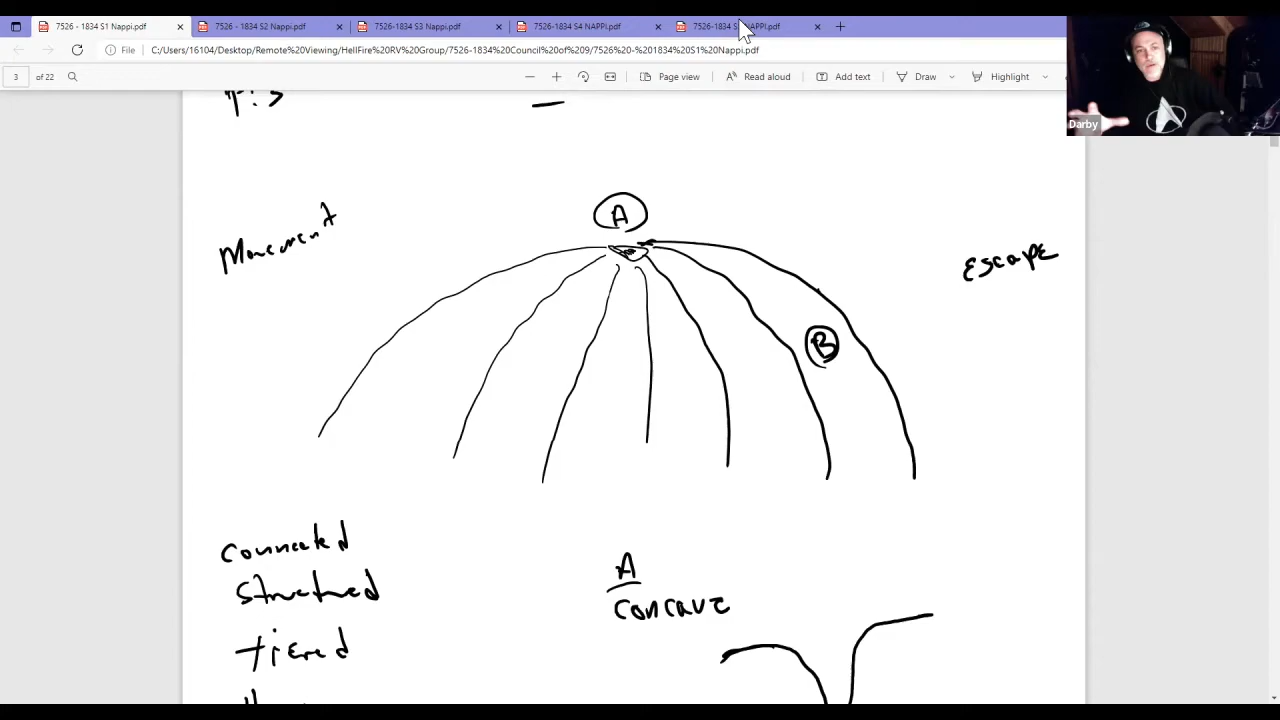 7526 - 1834 S1 Nappi.pdf
7526 - 1834 S2 Nappi.pdf
7526-1834 S3 Nappi.pdf
7526-1834 S4 NAPPI.pdf
7526-1834
File
C:/Users/16104/Desktop/Remote%20Viewing/HellFire%20RV%20Group/7526-1834%20Council%20of%209/7526%20-%201834%20S1%20Nappi.pdf
3 of 22
Page view
Read aloud
Add text
Draw
Highlight
Darby
A
Movement
Escape
B
Connected
Structured
tiered
A
Concave